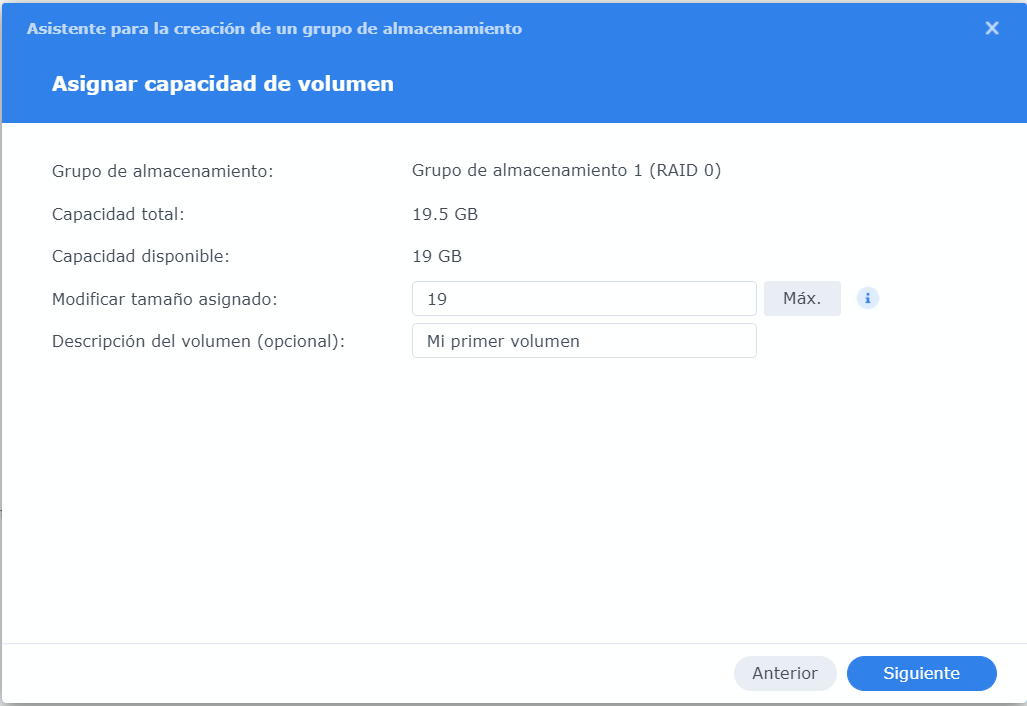 Asistente para la creación de un grupo de almacenamiento
Asignar capacidad de volumen
Grupo de almacenamiento: Grupo de almacenamiento 1 (RAID 0)
Capacidad total: 19.5 GB
Capacidad disponible: 19 GB
Modificar tamaño asignado: 19 Máx. i
Descripción del volumen (opcional): Mi primer volumen
Anterior Siguiente